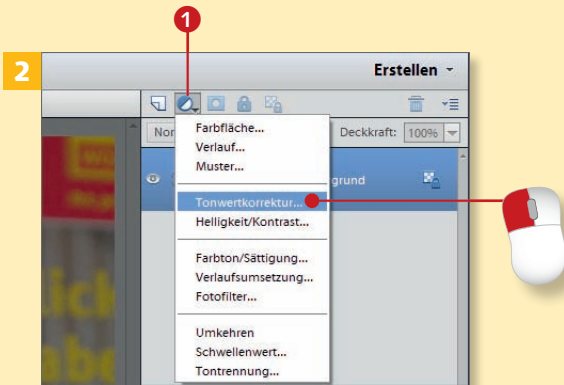 1
2
Erstellen
Nor
Deckkraft: 100%
Farbfläche...
Verlauf...
Muster...
grund
Tonwertkorrektur...
Helligkeit/Kontrast...
Farbton/Sättigung...
Verlaufsumsetzung...
Fotofilter...
Umkehren
Schwellenwert...
Tontrennung...